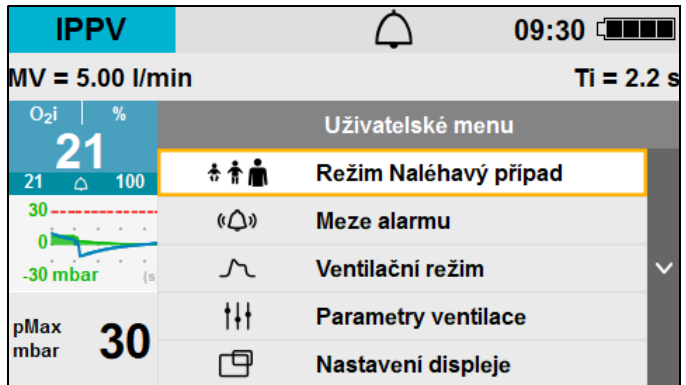 IPPV 09:30
MV = 5.00 l/min Ti = 2.2 s
O₂i %
21
21 100
Uživatelské menu
Režim Naléhavý případ
Meze alarmu
Ventilační režim
Parametry ventilace
Nastavení displeje
30
0
-30 mbar (s)
pMax
mbar 30